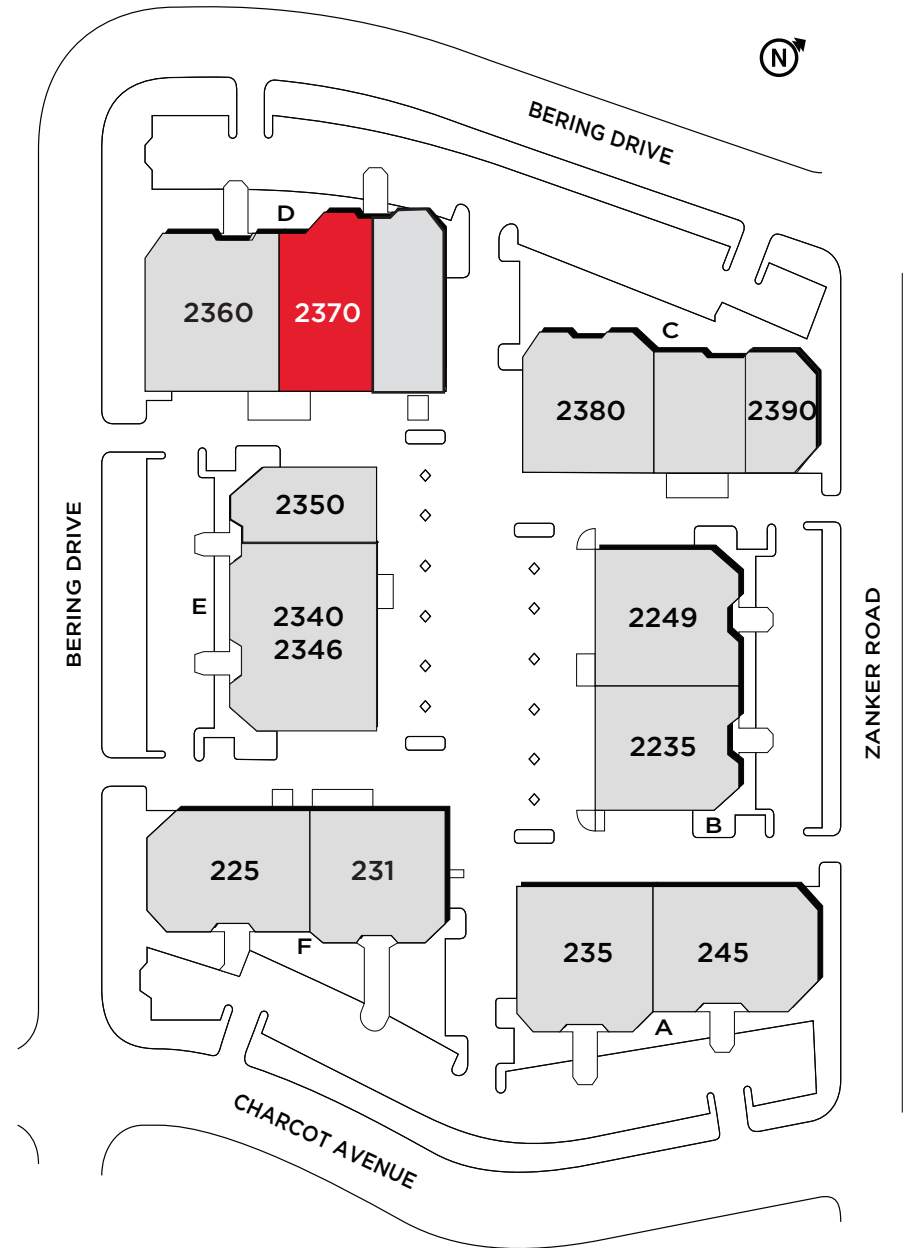 N
BERING DRIVE
D
2360
2370
C
2380
2390
2350
BERING DRIVE
E
2340
2346
2249
2235
ZANKER ROAD
B
225
231
F
235
245
A
CHARCOT AVENUE